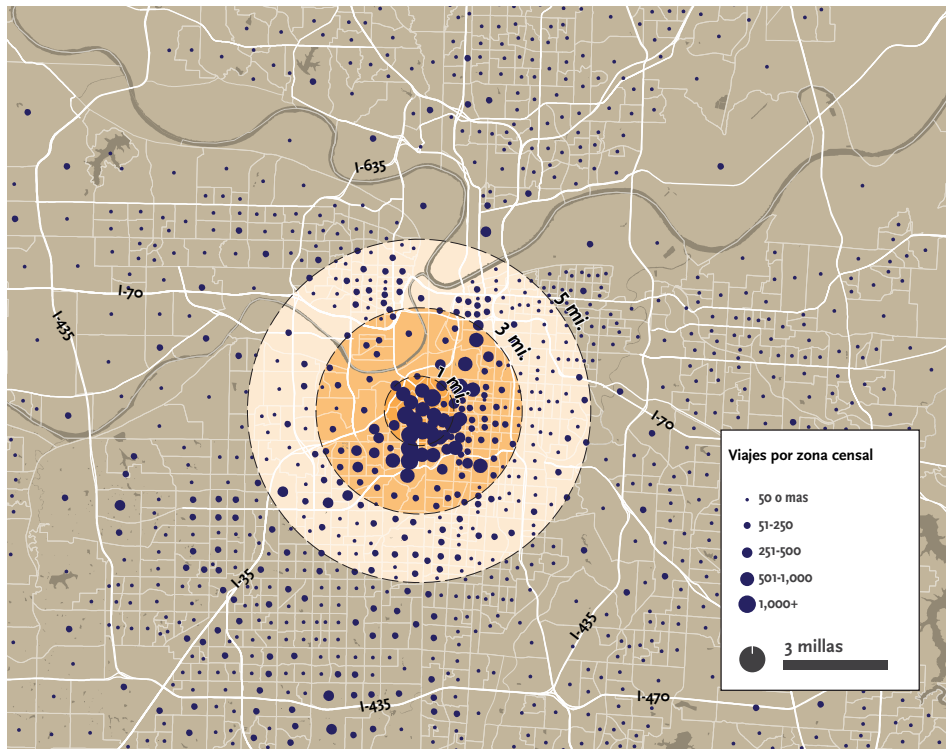 I-635
I-70
I-435
5 mi.
3 mi.
1 mi.
I-70
Viajes por zona censal
50 o mas
51-250
251-500
501-1,000
1,000+
3 millas
I-35
I-435
I-435
I-470